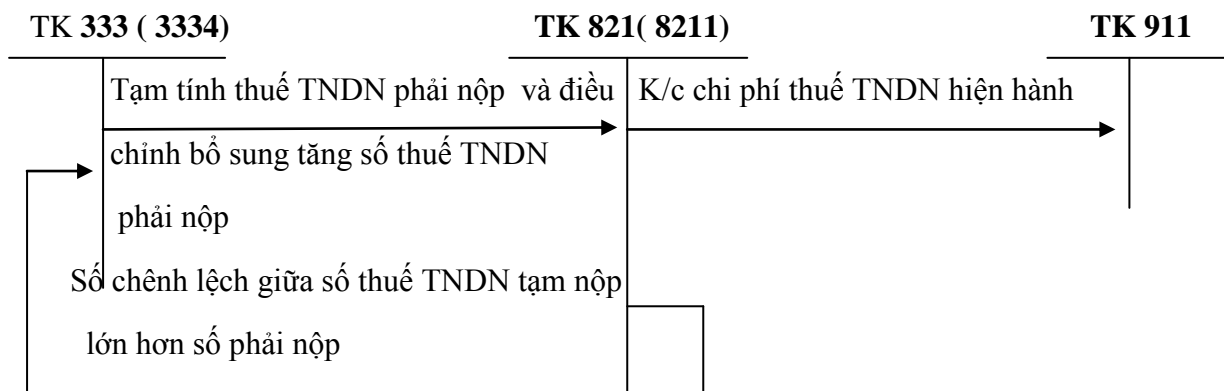 TK 333 ( 3334) TK 821( 8211) TK 911
Tạm tính thuế TNDN phải nộp và điều K/c chi phí thuế TNDN hiện hành
chỉnh bổ sung tăng số thuế TNDN
phải nộp
Số chênh lệch giữa số thuế TNDN tạm nộp
lớn hơn số phải nộp